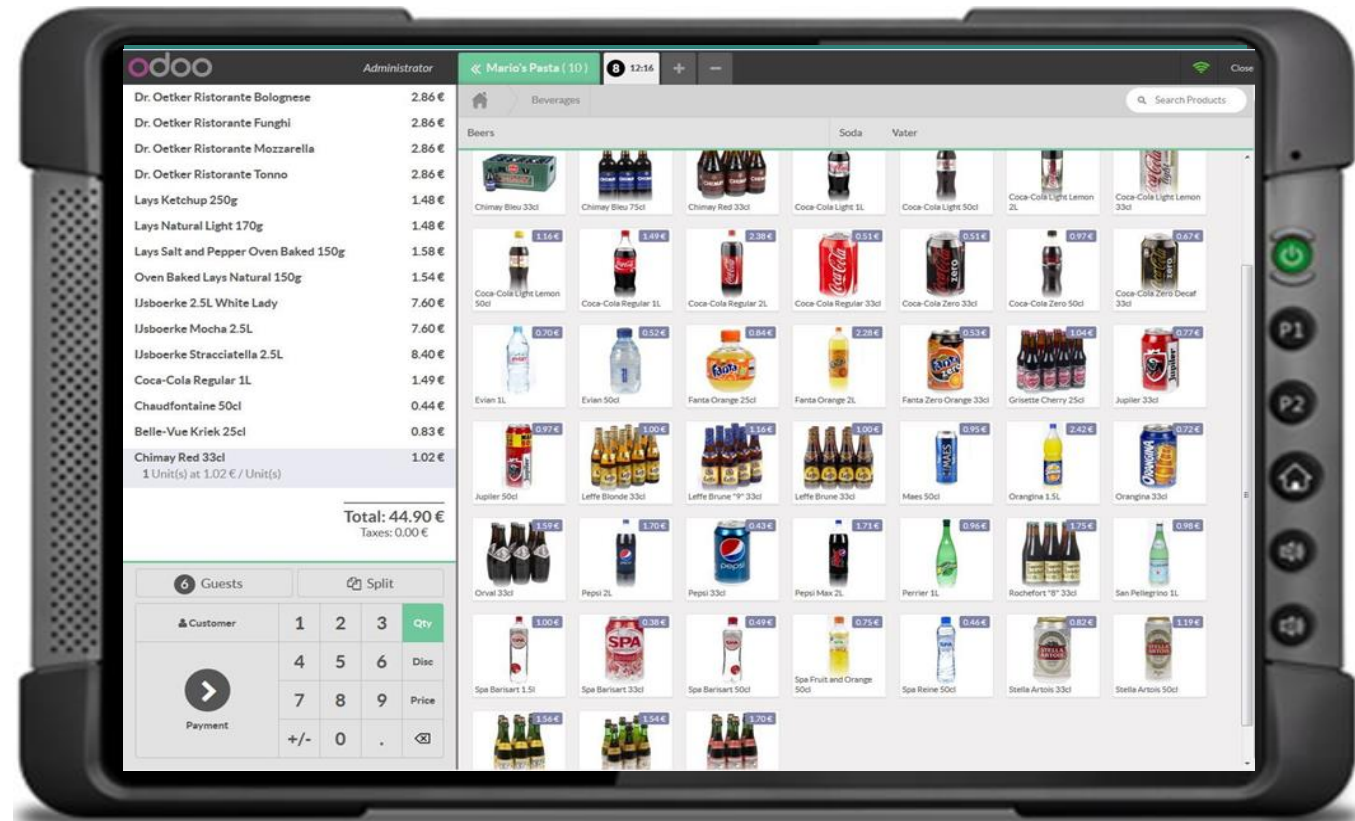 odoo Administrator « Mario's Pasta ( 10 ) 8 12:16 + − Close
Dr. Oetker Ristorante Bolognese 2.86 €
Dr. Oetker Ristorante Funghi 2.86 €
Dr. Oetker Ristorante Mozzarella 2.86 €
Dr. Oetker Ristorante Tonno 2.86 €
Lays Ketchup 250g 1.48 €
Lays Natural Light 170g 1.48 €
Lays Salt and Pepper Oven Baked 150g 1.58 €
Oven Baked Lays Natural 150g 1.54 €
IJsboerke 2.5L White Lady 7.60 €
IJsboerke Mocha 2.5L 7.60 €
IJsboerke Stracciatella 2.5L 8.40 €
Coca-Cola Regular 1L 1.49 €
Chaudfontaine 50cl 0.44 €
Belle-Vue Kriek 25cl 0.83 €
Chimay Red 33cl 1.02 €
1 Unit(s) at 1.02 € / Unit(s)
Total: 44.90 €
Taxes: 0.00 €
6 Guests Split
Customer 1 2 3 Qty
4 5 6 Disc
7 8 9 Price
Payment
+/- 0 .
Beverages Search Products
Beers Soda Vater
Chimay Bleu 33cl Chimay Bleu 75cl Chimay Red 33cl Coca-Cola Light 1L Coca-Cola Light 50cl Coca-Cola Light Lemon 2L Coca-Cola Light Lemon 33cl
1.16 € 1.49 € 2.38 € 0.51 € 0.51 € 0.97 € 0.67 €
Coca-Cola Light Lemon 50cl Coca-Cola Regular 1L Coca-Cola Regular 2L Coca-Cola Regular 33cl Coca-Cola Zero 33cl Coca-Cola Zero 50cl Coca-Cola Zero Decaf 33cl
0.70 € 0.52 € 0.84 € 2.28 € 0.53 € 1.04 € 0.77 €
Evian 1L Evian 50cl Fanta Orange 25cl Fanta Orange 2L Fanta Zero Orange 33cl Grisette Cherry 25cl Jupiler 33cl
0.97 € 1.00 € 1.16 € 1.00 € 0.95 € 2.42 € 0.72 €
Jupiler 50cl Leffe Blonde 33cl Leffe Brune "9" 33cl Leffe Brune 33cl Maes 50cl Orangina 1.5L Orangina 33cl
1.59 € 1.70 € 0.43 € 1.71 € 0.96 € 1.75 € 0.98 €
Orval 33cl Pepsi 2L Pepsi 33cl Pepsi Max 2L Perrier 1L Rochefort "8" 33cl San Pellegrino 1L
1.00 € 0.38 € 0.49 € 0.75 € 0.46 € 0.82 € 1.19 €
Spa Barisart 1.5l Spa Barisart 33cl Spa Barisart 50cl Spa Fruit and Orange 50cl Spa Reine 50cl Stella Artois 33cl Stella Artois 50cl
1.56 € 1.54 € 1.70 €
P1
P2